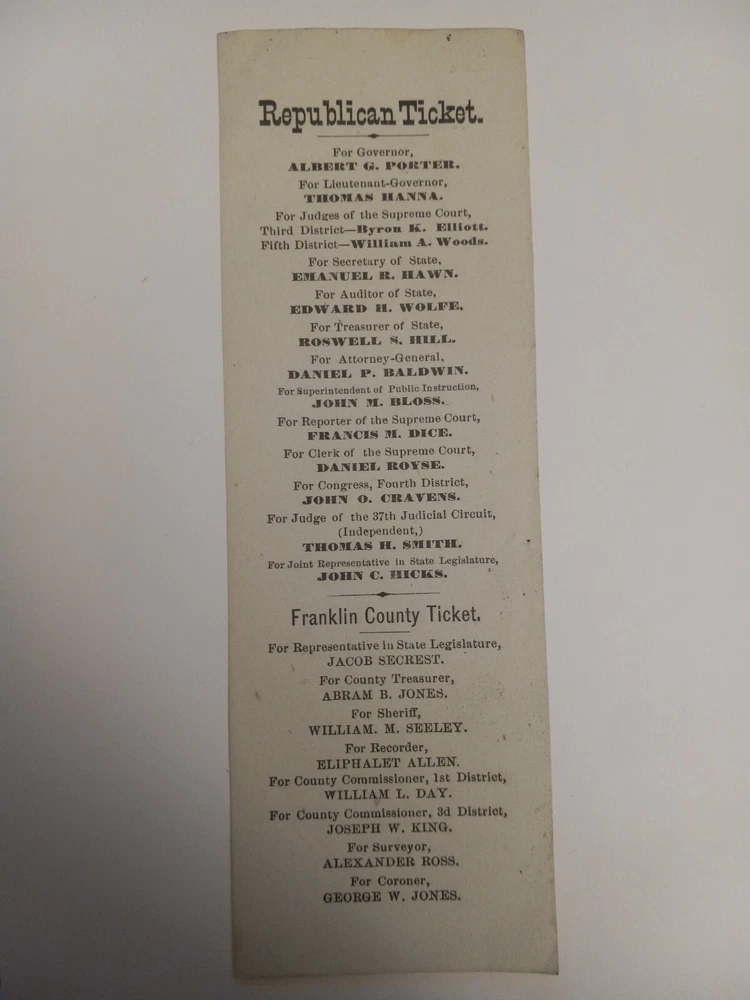 Republican Ticket.
For Governor,
ALBERT G. PORTER.
For Lieutenant-Governor,
THOMAS HANNA.
For Judges of the Supreme Court,
Third District—Byron K. Elliott.
Fifth District—William A. Woods.
For Secretary of State,
EMANUEL R. HAWN.
For Auditor of State,
EDWARD H. WOLFE,
For Treasurer of State,
ROSWELL S. HILL.
For Attorney-General,
DANIEL P. BALDWIN.
For Superintendent of Public Instruction,
JOHN M. BLOSS.
For Reporter of the Supreme Court,
FRANCIS M. DICE.
For Clerk of the Supreme Court,
DANIEL ROYSE.
For Congress, Fourth District,
JOHN O. CRAVENS.
For Judge of the 37th Judicial Circuit,
(Independent,)
THOMAS H. SMITH.
For Joint Representative in State Legislature,
JOHN C. HICKS.
Franklin County Ticket.
For Representative in State Legislature,
JACOB SECREST.
For County Treasurer,
ABRAM B. JONES.
For Sheriff,
WILLIAM. M. SEELEY.
For Recorder,
ELIPHALET ALLEN.
For County Commissioner, 1st District,
WILLIAM L. DAY.
For County Commissioner, 3d District,
JOSEPH W. KING.
For Surveyor,
ALEXANDER ROSS.
For Coroner,
GEORGE W. JONES.